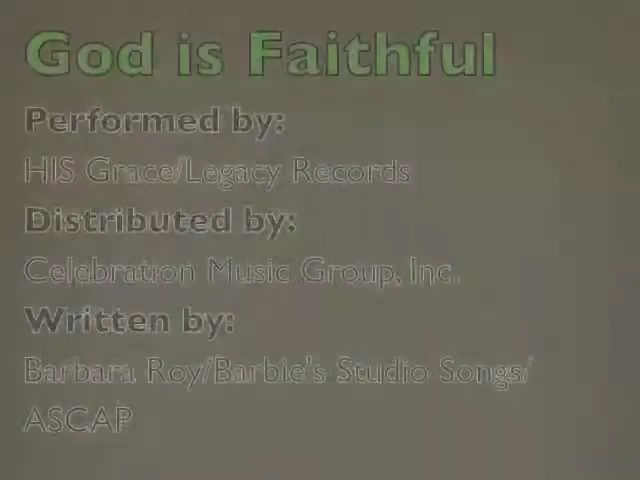 God is Faithful
Performed by:
HIS Grace/Legacy Records
Distributed by:
Celebration Music Group, Inc.
Written by:
Barbara Roy/Barbie's Studio Songs/
ASCAP